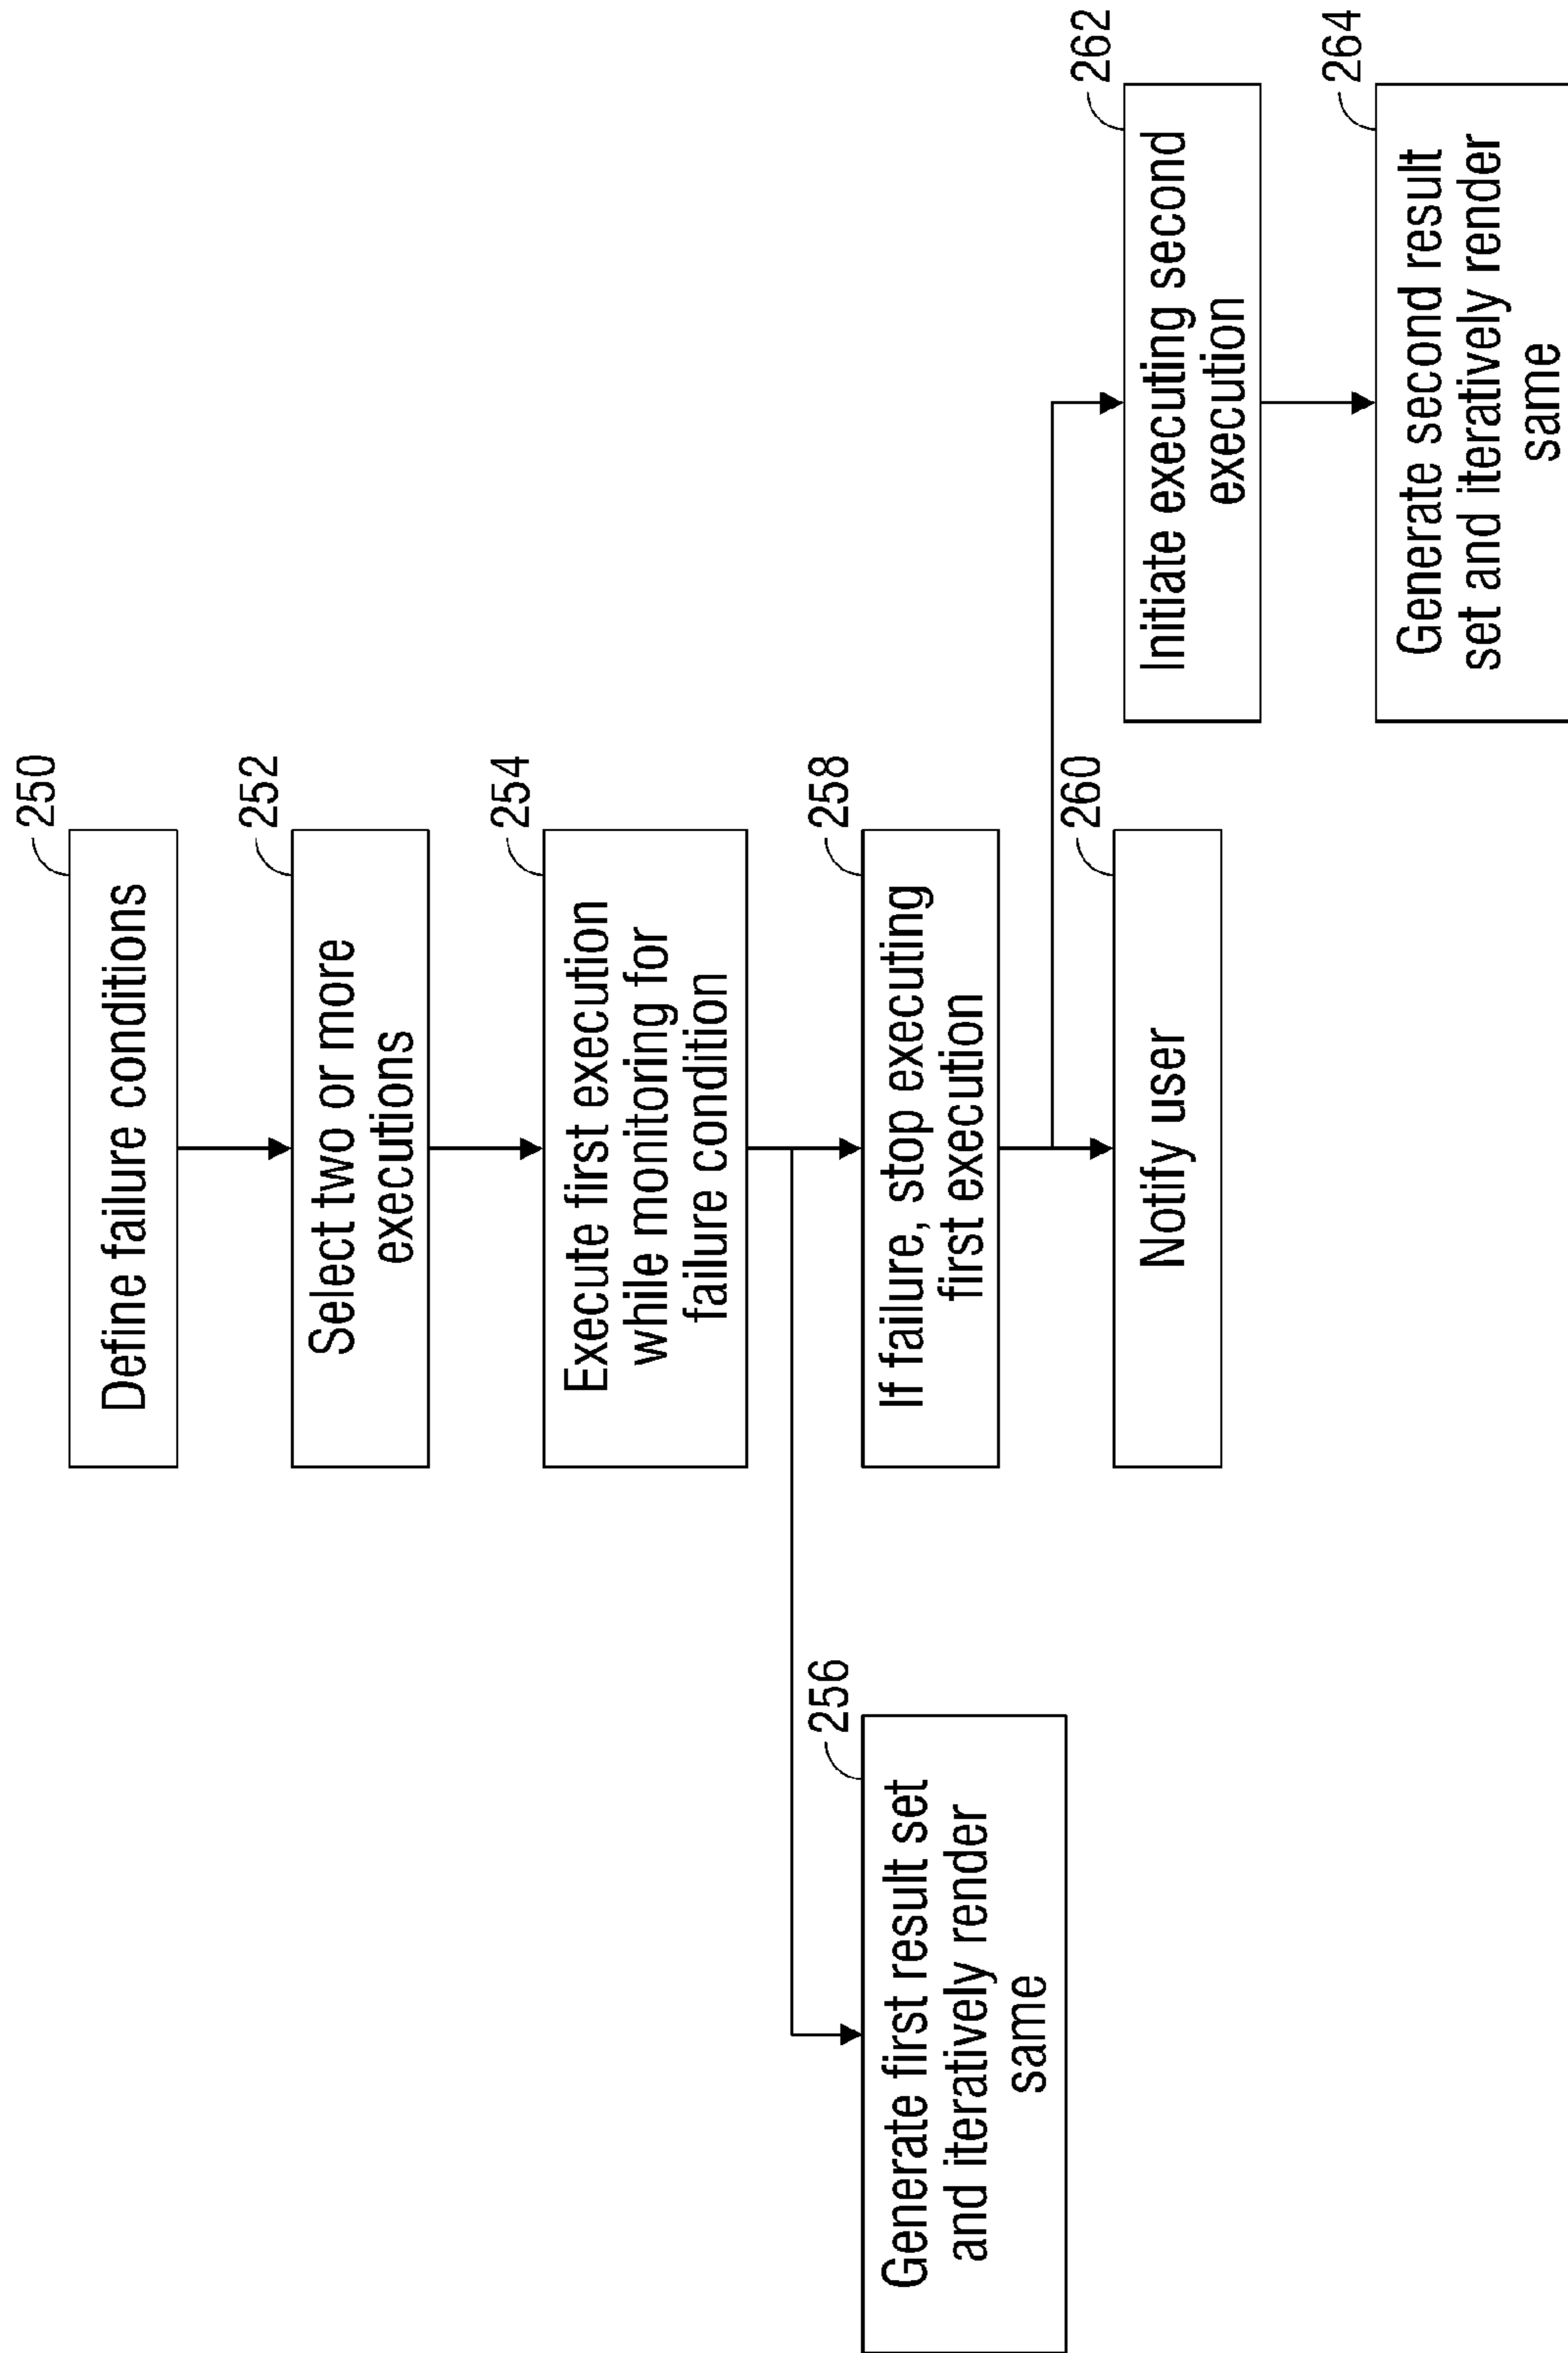 250
Define failure conditions
252
Select two or more
executions
254
Execute first execution
while monitoring for
failure condition
256
Generate first result set
and iteratively render
same
258
If failure, stop executing
first execution
260
Notify user
262
Initiate executing second
execution
264
Generate second result
set and iteratively render
same